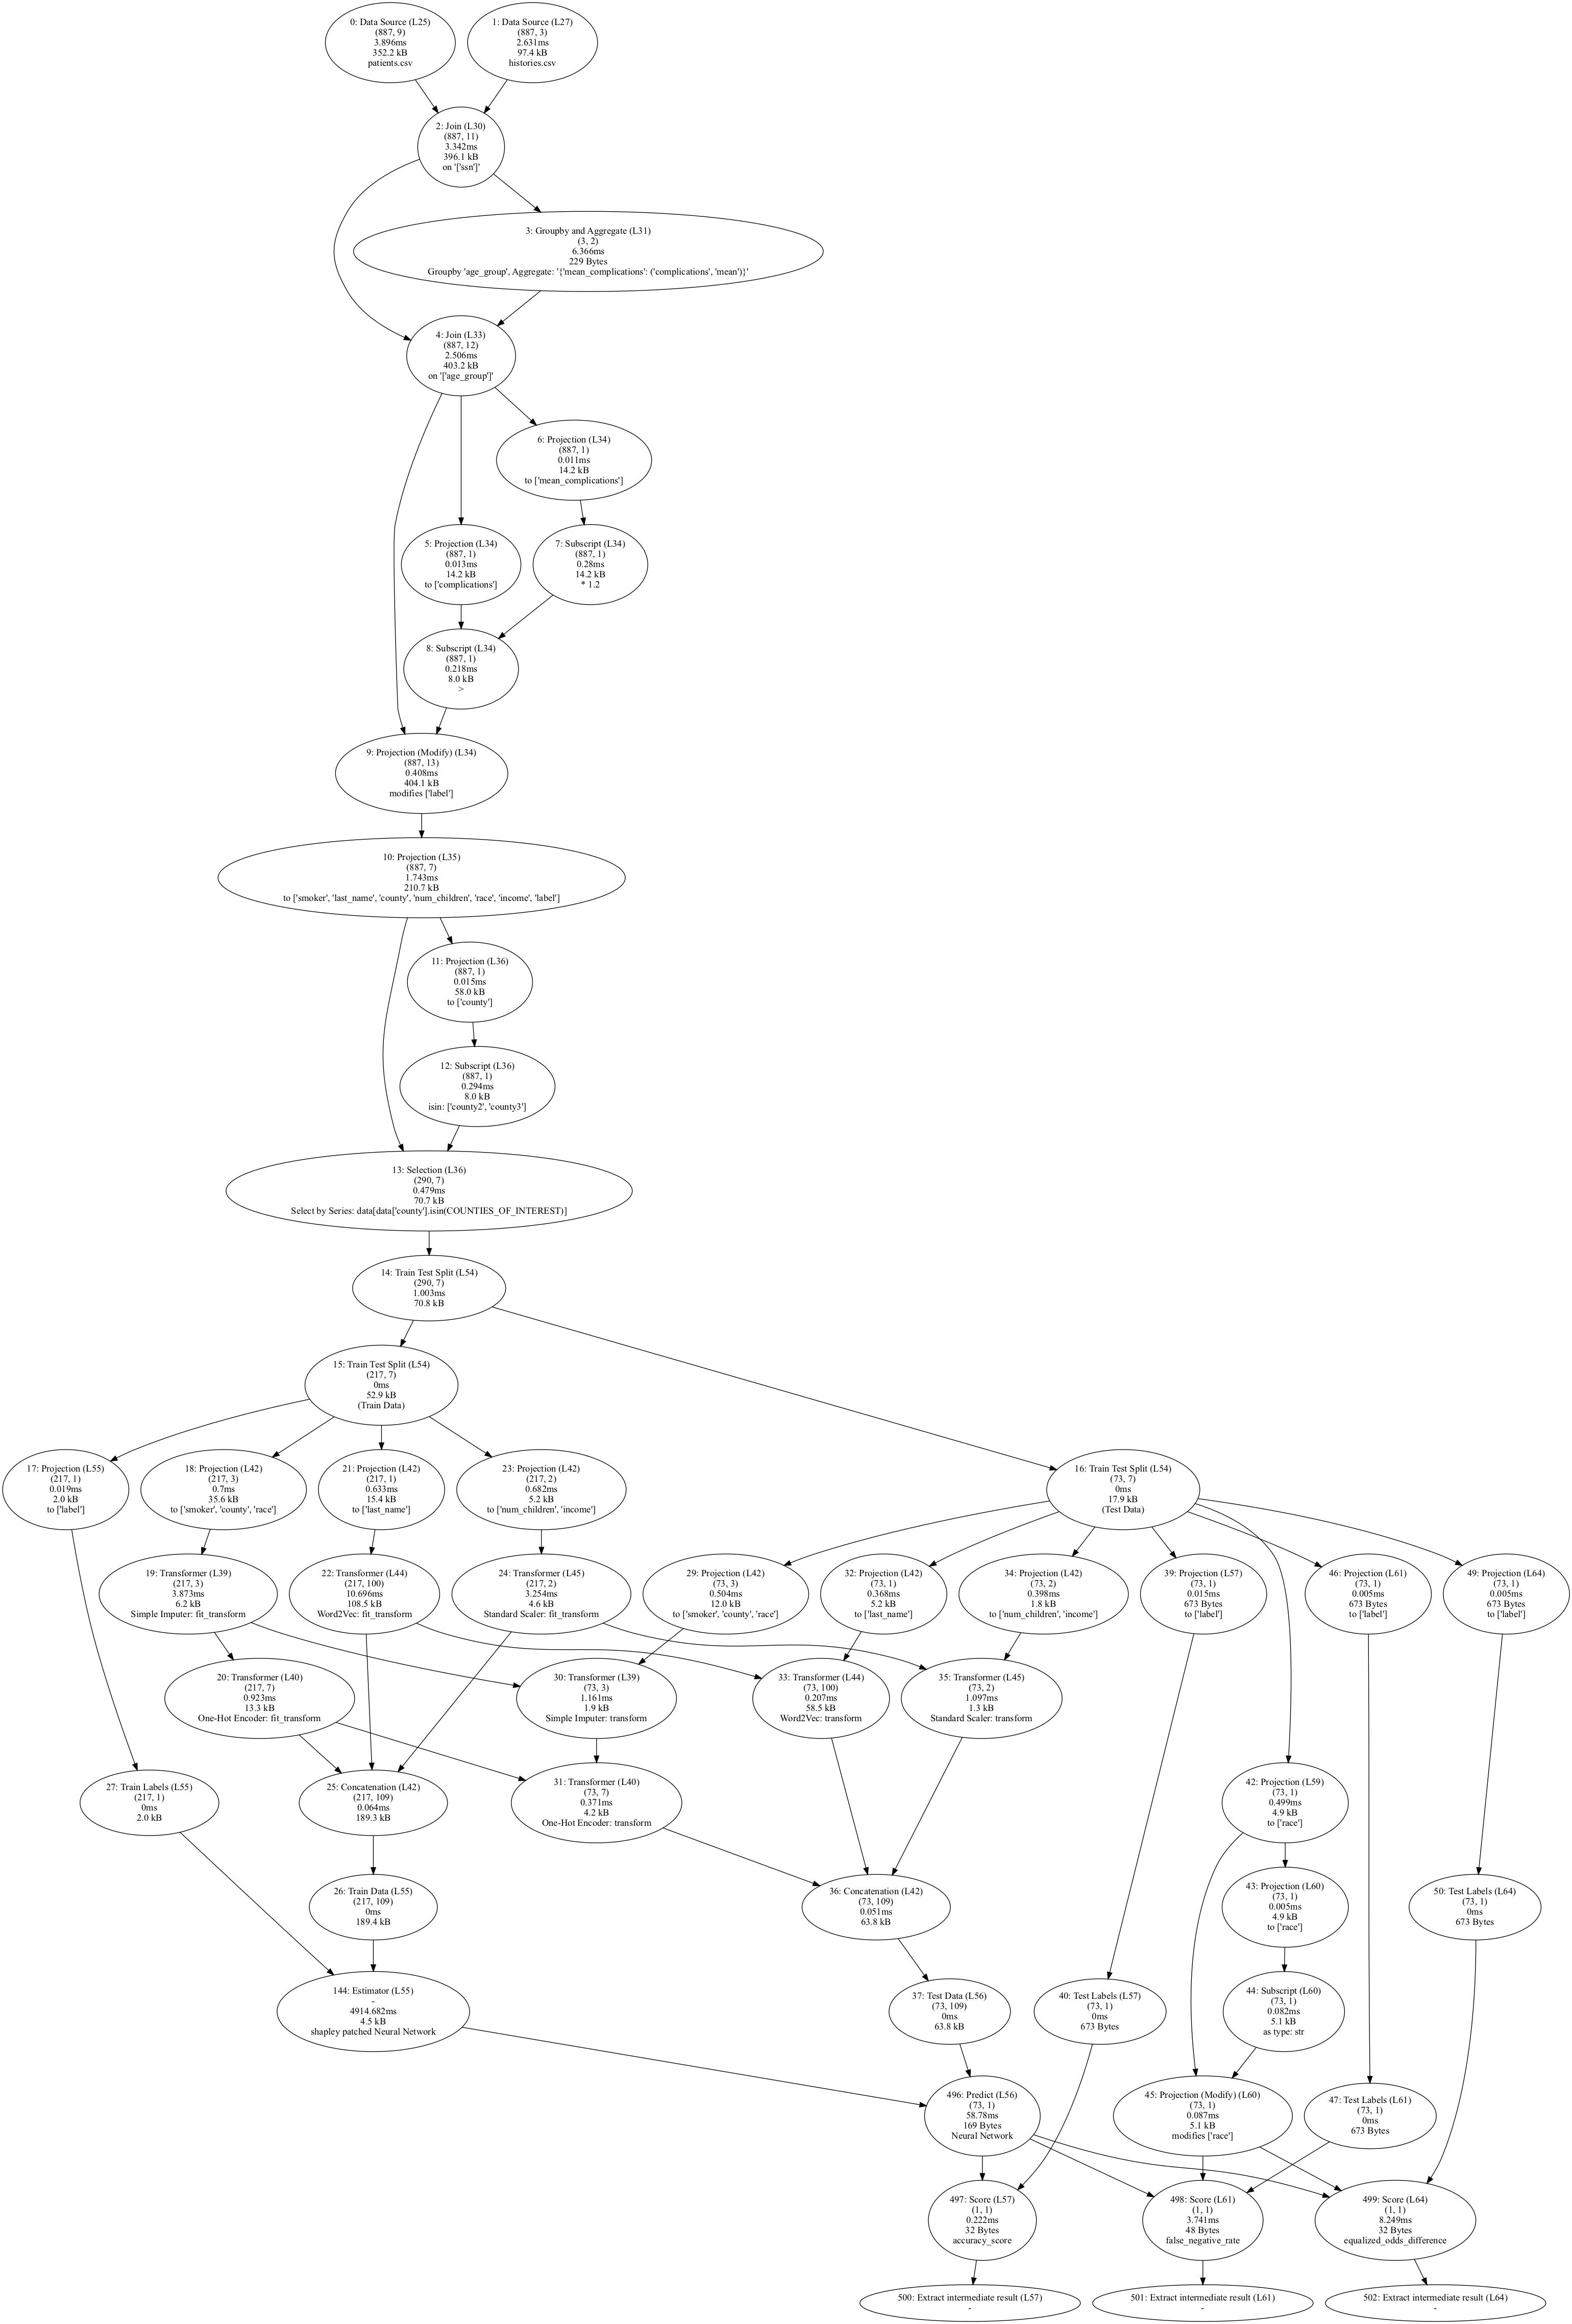 0: Data Source (L25)
(887, 9)
3.896ms
352.2 kB
patients.csv
1: Data Source (L27)
(887, 3)
2.631ms
97.4 kB
histories.csv
2: Join (L30)
(887, 11)
3.342ms
396.1 kB
on '['ssn']'
3: Groupby and Aggregate (L31)
(3, 2)
6.366ms
229 Bytes
Groupby 'age_group', Aggregate: '{'mean_complications': ('complications', 'mean')}'
4: Join (L33)
(887, 12)
2.506ms
403.2 kB
on '['age_group']'
6: Projection (L34)
(887, 1)
0.011ms
14.2 kB
to ['mean_complications']
5: Projection (L34)
(887, 1)
0.013ms
14.2 kB
to ['complications']
7: Subscript (L34)
(887, 1)
0.28ms
14.2 kB
* 1.2
8: Subscript (L34)
(887, 1)
0.218ms
8.0 kB
>
9: Projection (Modify) (L34)
(887, 13)
0.408ms
404.1 kB
modifies ['label']
10: Projection (L35)
(887, 7)
1.743ms
210.7 kB
to ['smoker', 'last_name', 'county', 'num_children', 'race', 'income', 'label']
11: Projection (L36)
(887, 1)
0.015ms
58.0 kB
to ['county']
12: Subscript (L36)
(887, 1)
0.294ms
8.0 kB
isin: ['county2', 'county3']
13: Selection (L36)
(290, 7)
0.479ms
70.7 kB
Select by Series: data[data['county'].isin(COUNTIES_OF_INTEREST)]
14: Train Test Split (L54)
(290, 7)
1.003ms
70.8 kB
15: Train Test Split (L54)
(217, 7)
0ms
52.9 kB
(Train Data)
17: Projection (L55)
(217, 1)
0.019ms
2.0 kB
to ['label']
18: Projection (L42)
(217, 3)
0.7ms
35.6 kB
to ['smoker', 'county', 'race']
21: Projection (L42)
(217, 1)
0.633ms
15.4 kB
to ['last_name']
23: Projection (L42)
(217, 2)
0.682ms
5.2 kB
to ['num_children', 'income']
16: Train Test Split (L54)
(73, 7)
0ms
17.9 kB
(Test Data)
19: Transformer (L39)
(217, 3)
3.873ms
6.2 kB
Simple Imputer: fit_transform
22: Transformer (L44)
(217, 100)
10.696ms
108.5 kB
Word2Vec: fit_transform
24: Transformer (L45)
(217, 2)
3.254ms
4.6 kB
Standard Scaler: fit_transform
29: Projection (L42)
(73, 3)
0.504ms
12.0 kB
to ['smoker', 'county', 'race']
32: Projection (L42)
(73, 1)
0.368ms
5.2 kB
to ['last_name']
34: Projection (L42)
(73, 2)
0.398ms
1.8 kB
to ['num_children', 'income']
39: Projection (L57)
(73, 1)
0.015ms
673 Bytes
to ['label']
46: Projection (L61)
(73, 1)
0.005ms
673 Bytes
to ['label']
49: Projection (L64)
(73, 1)
0.005ms
673 Bytes
to ['label']
20: Transformer (L40)
(217, 7)
0.923ms
13.3 kB
One-Hot Encoder: fit_transform
30: Transformer (L39)
(73, 3)
1.161ms
1.9 kB
Simple Imputer: transform
33: Transformer (L44)
(73, 100)
0.207ms
58.5 kB
Word2Vec: transform
35: Transformer (L45)
(73, 2)
1.097ms
1.3 kB
Standard Scaler: transform
27: Train Labels (L55)
(217, 1)
0ms
2.0 kB
25: Concatenation (L42)
(217, 109)
0.064ms
189.3 kB
31: Transformer (L40)
(73, 7)
0.371ms
4.2 kB
One-Hot Encoder: transform
42: Projection (L59)
(73, 1)
0.499ms
4.9 kB
to ['race']
26: Train Data (L55)
(217, 109)
0ms
189.4 kB
36: Concatenation (L42)
(73, 109)
0.051ms
63.8 kB
43: Projection (L60)
(73, 1)
0.005ms
4.9 kB
to ['race']
50: Test Labels (L64)
(73, 1)
0ms
673 Bytes
144: Estimator (L55)
-
4914.682ms
4.5 kB
shapley patched Neural Network
37: Test Data (L56)
(73, 109)
0ms
63.8 kB
40: Test Labels (L57)
(73, 1)
0ms
673 Bytes
44: Subscript (L60)
(73, 1)
0.082ms
5.1 kB
as type: str
496: Predict (L56)
(73, 1)
58.78ms
169 Bytes
Neural Network
45: Projection (Modify) (L60)
(73, 1)
0.087ms
5.1 kB
modifies ['race']
47: Test Labels (L61)
(73, 1)
0ms
673 Bytes
497: Score (L57)
(1, 1)
0.222ms
32 Bytes
accuracy_score
498: Score (L61)
(1, 1)
3.741ms
48 Bytes
false_negative_rate
499: Score (L64)
(1, 1)
8.249ms
32 Bytes
equalized_odds_difference
500: Extract intermediate result (L57)
-
501: Extract intermediate result (L61)
-
502: Extract intermediate result (L64)
-